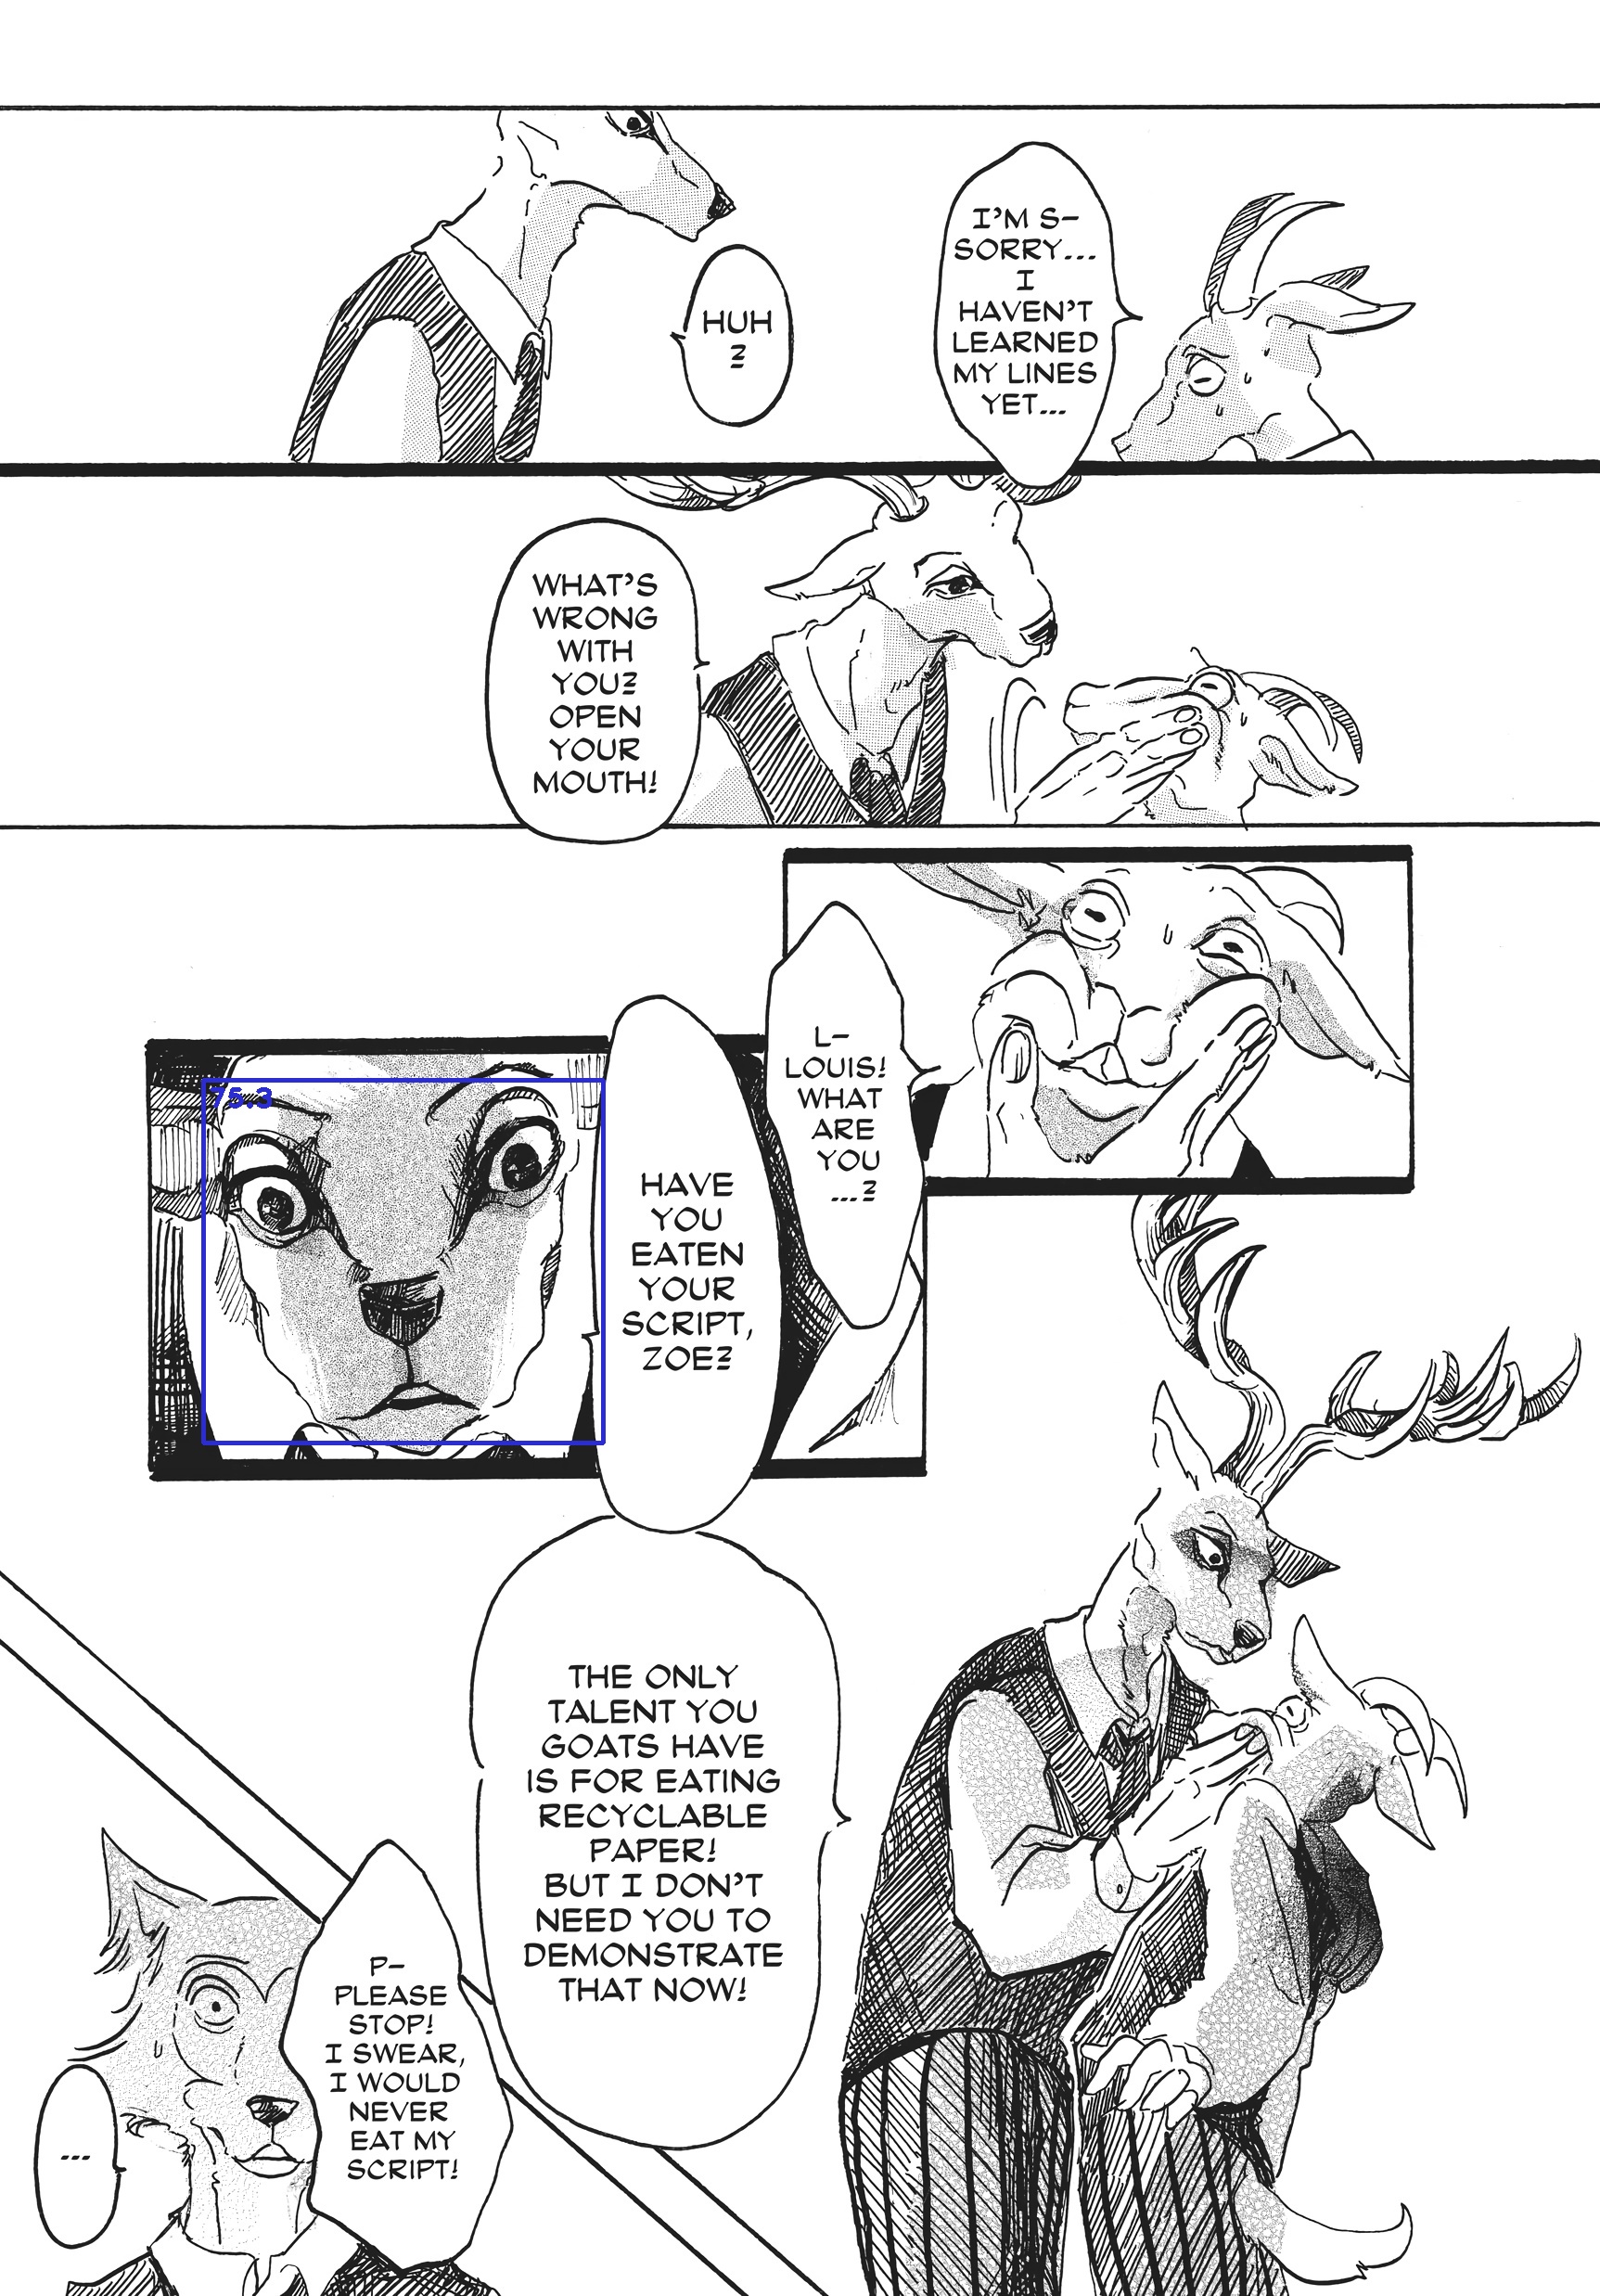 I'M S-
SORRY...
I
HAVEN'T
LEARNED
MY LINES
YET...
HUH
?
WHAT'S
WRONG
WITH
YOU?
OPEN
YOUR
MOUTH!
L-
LOUIS!
WHAT
ARE
YOU
...?
HAVE
YOU
EATEN
YOUR
SCRIPT,
ZOE?
75.3
THE ONLY
TALENT YOU
GOATS HAVE
IS FOR EATING
RECYCLABLE
PAPER!
BUT I DON'T
NEED YOU TO
DEMONSTRATE
THAT NOW!
P-
PLEASE
STOP!
I SWEAR,
I WOULD
NEVER
EAT MY
SCRIPT!
...